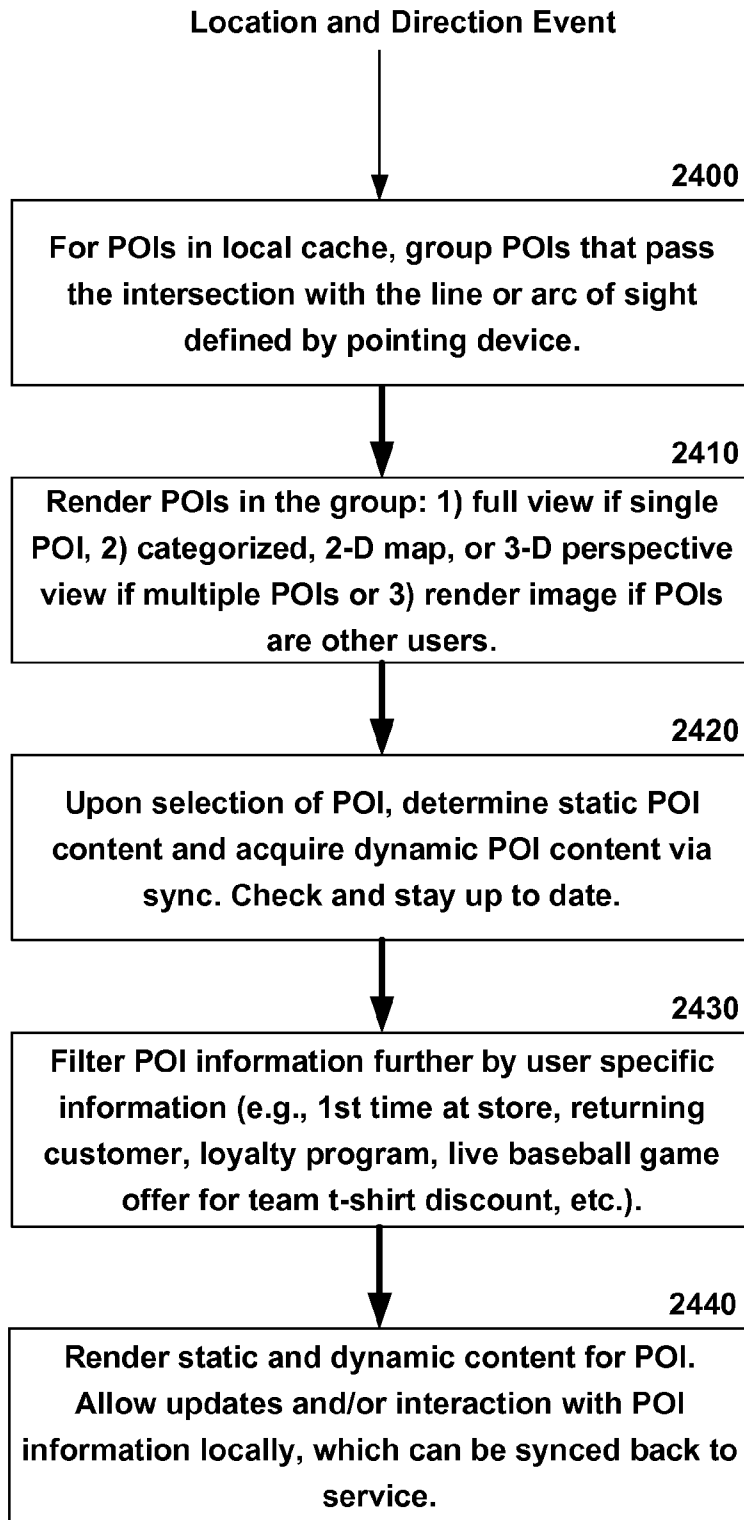 Location and Direction Event
2400
For POIs in local cache, group POIs that pass
the intersection with the line or arc of sight
defined by pointing device.
2410
Render POIs in the group: 1) full view if single
POI, 2) categorized, 2-D map, or 3-D perspective
view if multiple POIs or 3) render image if POIs
are other users.
2420
Upon selection of POI, determine static POI
content and acquire dynamic POI content via
sync. Check and stay up to date.
2430
Filter POI information further by user specific
information (e.g., 1st time at store, returning
customer, loyalty program, live baseball game
offer for team t-shirt discount, etc.).
2440
Render static and dynamic content for POI.
Allow updates and/or interaction with POI
information locally, which can be synced back to
service.